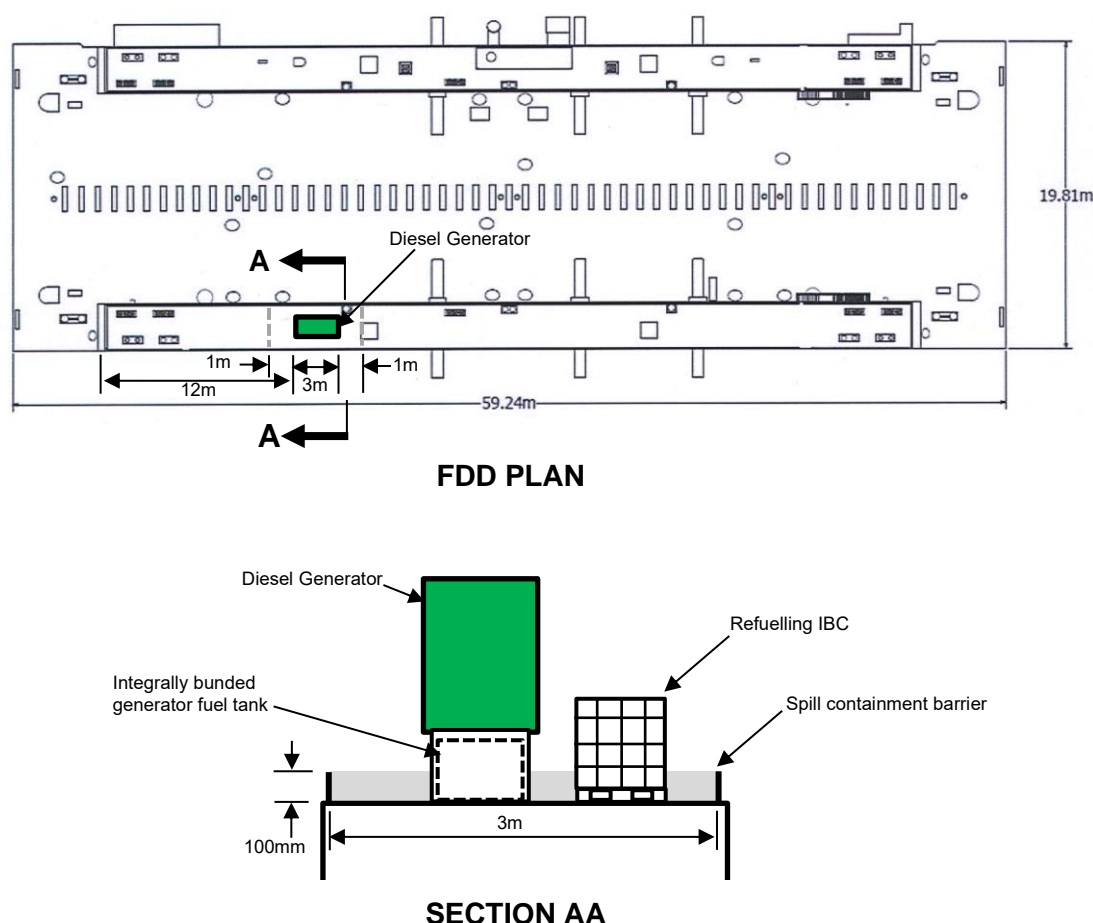 19.81m
Diesel Generator
A
1m
3m
1m
12m
59.24m
A
FDD PLAN
Diesel Generator
Refuelling IBC
Integrally bunded
generator fuel tank
Spill containment barrier
3m
100mm
SECTION AA